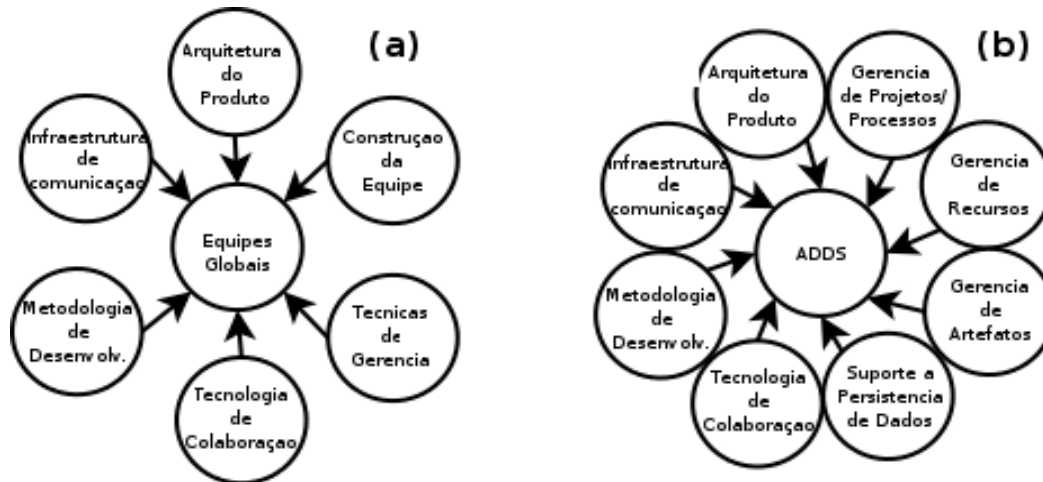 (a)
Arquitetura
do
Produto
Infraestrutura
de
comunicaçao
Construçao
da
Equipe
Equipes
Globais
Metodologia
de
Desenvolv.
Tecnicas
de
Gerencia
Tecnologia
de
Colaboraçao
(b)
Arquitetura
do
Produto
Gerencia
de Projetos/
Processos
Infraestrutura
de
comunicaçao
Gerencia
de
Recursos
ADDS
Metodologia
de
Desenvolv.
Gerencia
de
Artefatos
Tecnologia
de
Colaboraçao
Suporte a
Persistencia
de Dados